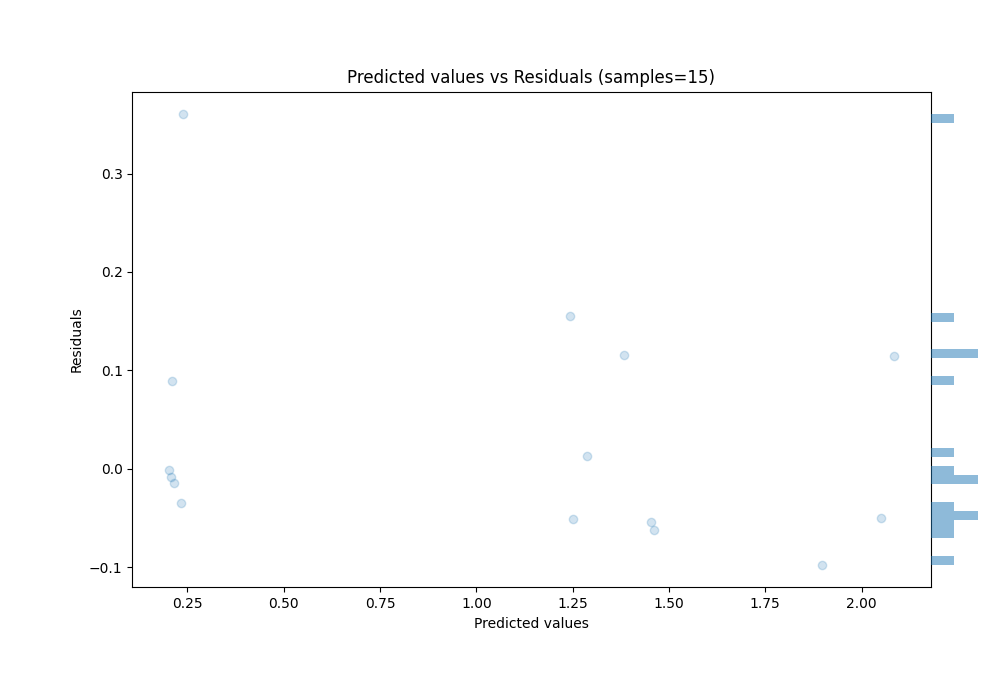 Predicted values vs Residuals (samples=15)
0.3
0.2
0.1
0.0
−0.1
Residuals
0.25 0.50 0.75 1.00 1.25 1.50 1.75 2.00
Predicted values